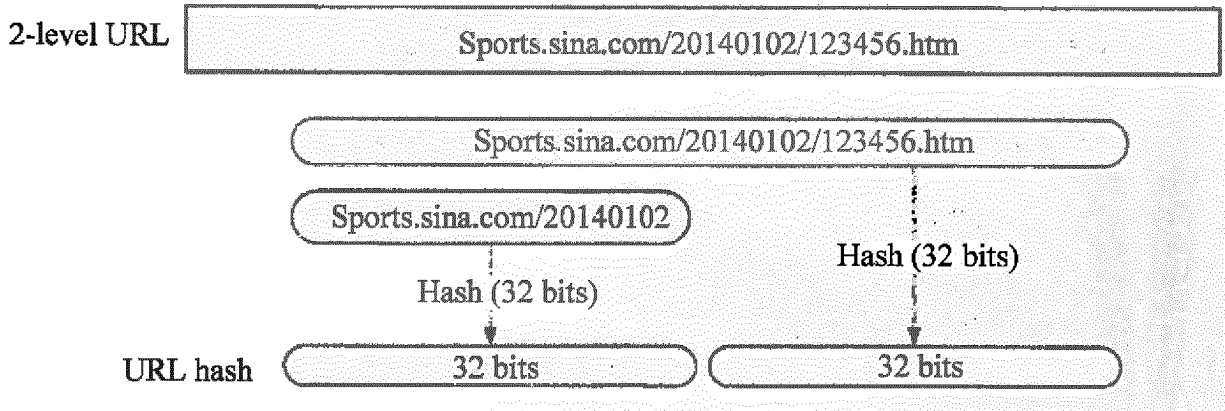 2-level URL
Sports.sina.com/20140102/123456.htm
Sports.sina.com/20140102/123456.htm
Sports.sina.com/20140102
Hash (32 bits)
Hash (32 bits)
URL hash
32 bits
32 bits